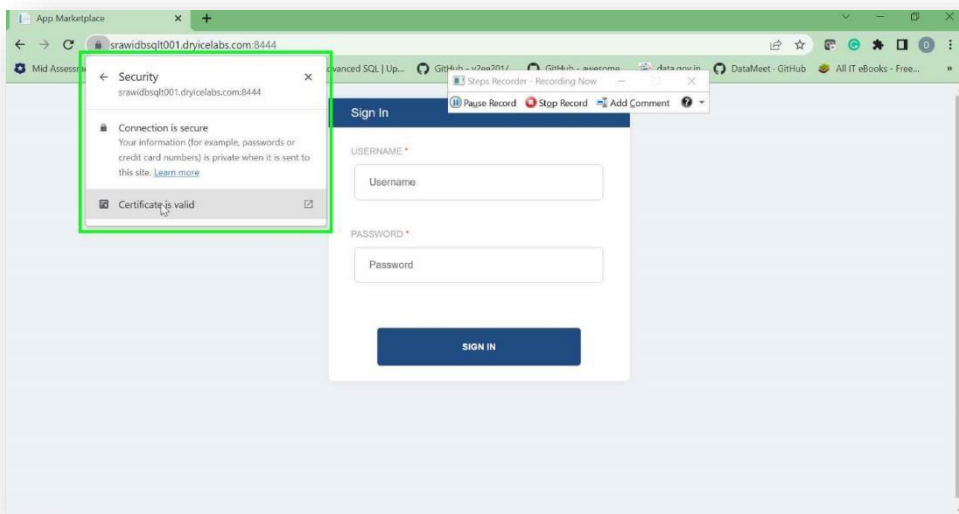 App Marketplace
srawidbsqlt001.dryicelabs.com:8444
Mid Assessm
dvanced SQL | Up...
GitHub - awesome
data.gov.in
DataMeet - GitHub
All IT eBooks - Free...
Steps Recorder - Recording Now
Pause Record
Stop Record
Add Comment
Security
srawidbsqlt001.dryicelabs.com:8444
Connection is secure
Your information (for example, passwords or
credit card numbers) is private when it is sent to
this site. Learn more
Certificate is valid
Sign In
USERNAME *
Username
PASSWORD *
Password
SIGN IN